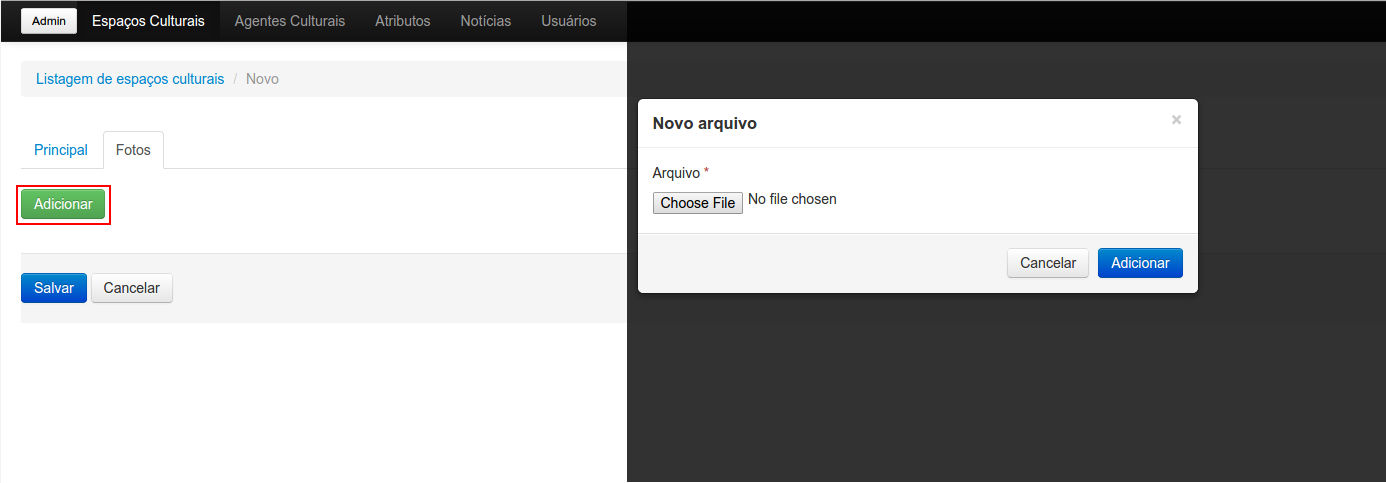 Admin Espaços Culturais Agentes Culturais Atributos Notícias Usuários
Listagem de espaços culturais / Novo
Principal Fotos
Adicionar
Salvar Cancelar
Novo arquivo ×
Arquivo *
Choose File No file chosen
Cancelar Adicionar